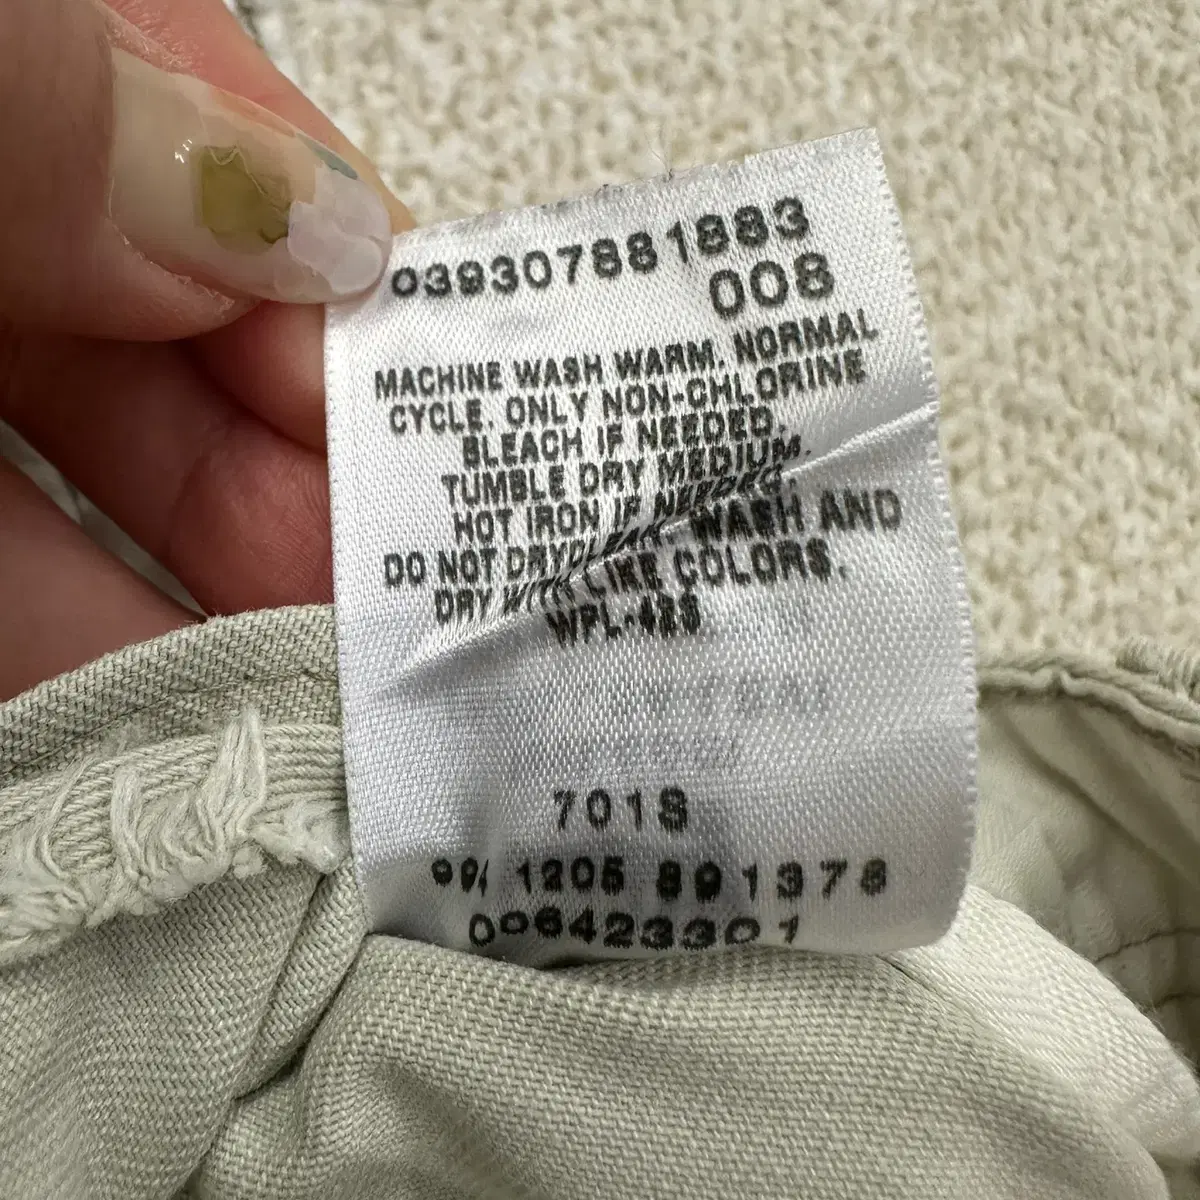 039307881883
008
MACHINE WASH WARM. NORMAL
CYCLE. ONLY NON-CHLORINE
BLEACH IF NEEDED.
TUMBLE DRY MEDIUM.
HOT IRON IF NEEDED.
DO NOT DRYCLEAN. WASH AND
DRY WITH LIKE COLORS.
WPL-423
701S
1205 891378
006423301